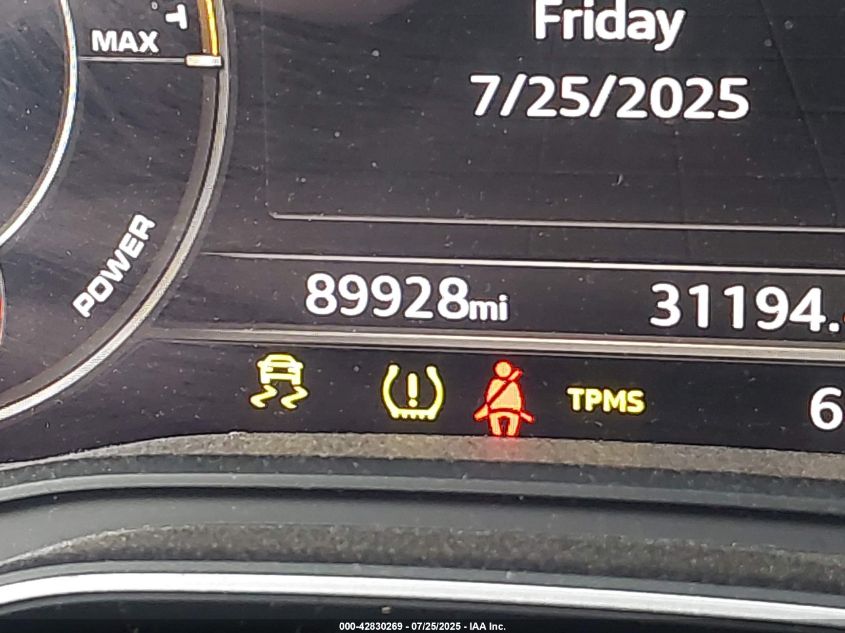 MAX
Friday
7/25/2025
POWER
89928mi
31194.
TPMS
6
000-42830269 - 07/25/2025 - IAA Inc.